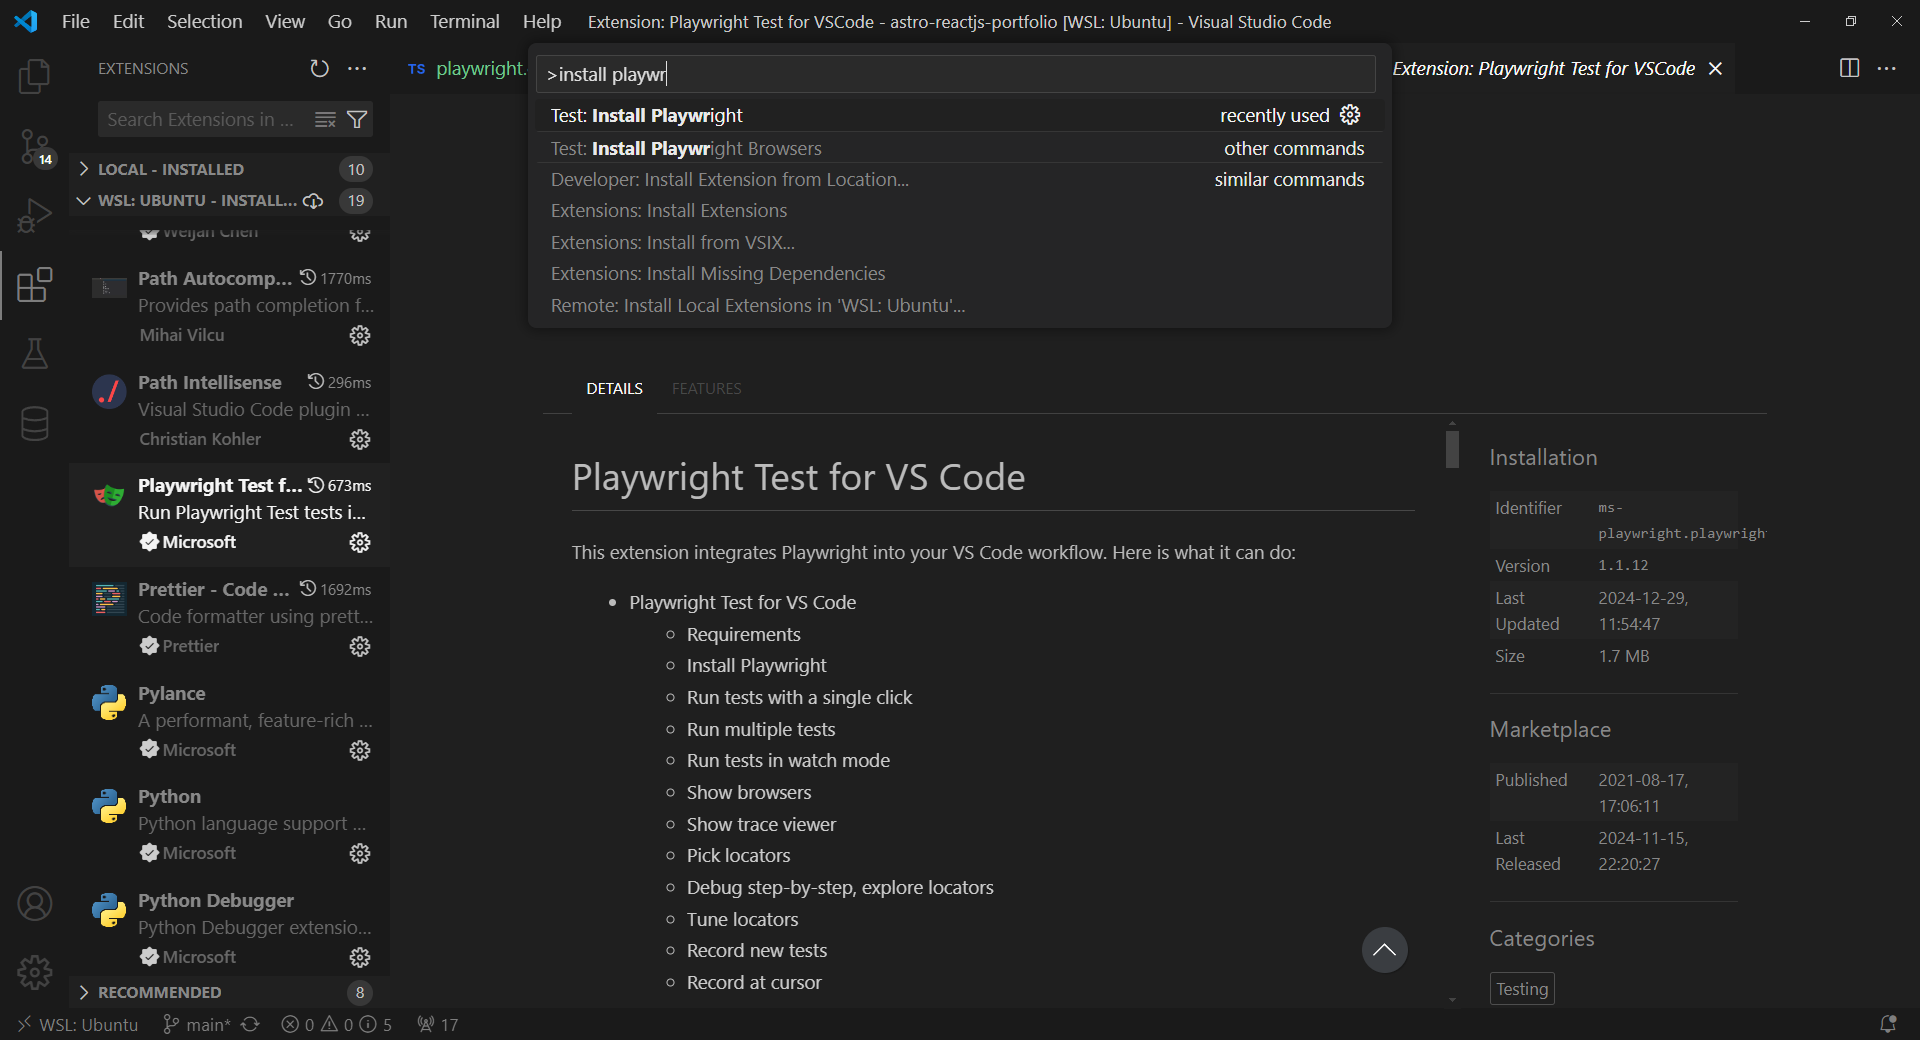 File Edit Selection View Go Run Terminal Help Extension: Playwright Test for VSCode - astro-reactjs-portfolio [WSL: Ubuntu] - Visual Studio Code
EXTENSIONS
TS playwright.
Extension: Playwright Test for VSCode
>install playwr
Test: Install Playwright recently used
Test: Install Playwright Browsers other commands
Developer: Install Extension from Location... similar commands
Extensions: Install Extensions
Extensions: Install from VSIX...
Extensions: Install Missing Dependencies
Remote: Install Local Extensions in 'WSL: Ubuntu'...
Search Extensions in ...
14
LOCAL - INSTALLED 10
WSL: UBUNTU - INSTALL... 19
Weijan Chen
Path Autocomp... 1770ms
Provides path completion f...
Mihai Vilcu
Path Intellisense 296ms
Visual Studio Code plugin ...
Christian Kohler
Playwright Test f... 673ms
Run Playwright Test tests i...
Microsoft
Prettier - Code ... 1692ms
Code formatter using prett...
Prettier
Pylance
A performant, feature-rich ...
Microsoft
Python
Python language support ...
Microsoft
Python Debugger
Python Debugger extensio...
Microsoft
RECOMMENDED 8
DETAILS FEATURES
Playwright Test for VS Code
This extension integrates Playwright into your VS Code workflow. Here is what it can do:
• Playwright Test for VS Code
○ Requirements
○ Install Playwright
○ Run tests with a single click
○ Run multiple tests
○ Run tests in watch mode
○ Show browsers
○ Show trace viewer
○ Pick locators
○ Debug step-by-step, explore locators
○ Tune locators
○ Record new tests
○ Record at cursor
Installation
Identifier ms-
playwright.playwrigh
Version 1.1.12
Last 2024-12-29,
Updated 11:54:47
Size 1.7 MB
Marketplace
Published 2021-08-17,
17:06:11
Last 2024-11-15,
Released 22:20:27
Categories
Testing
WSL: Ubuntu main* 0 0 5 17